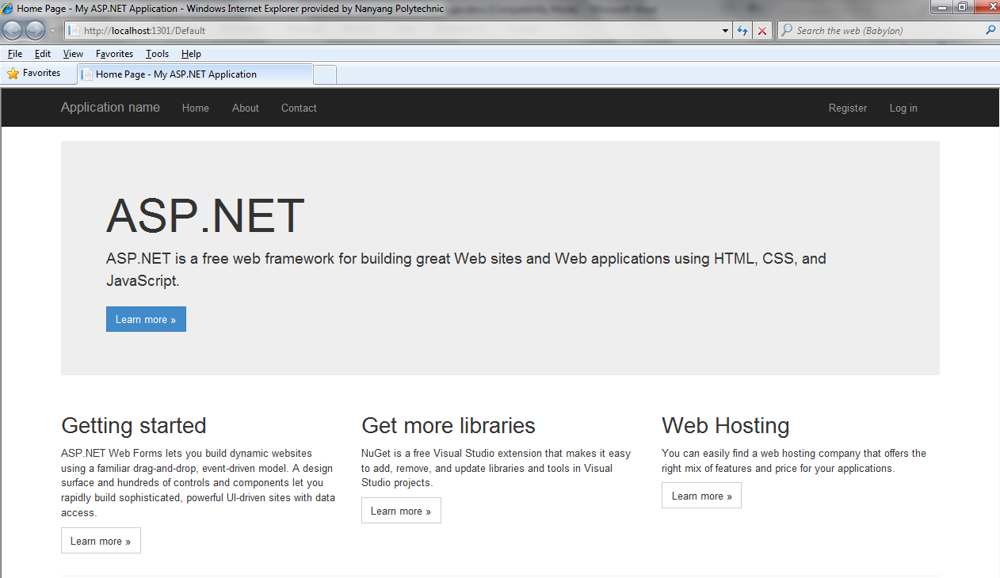 Home Page - My ASP.NET Application - Windows Internet Explorer provided by Nanyang Polytechnic
http://localhost:1301/Default
Search the web (Babylon)
File Edit View Favorites Tools Help
Favorites
Home Page - My ASP.NET Application
Application name Home About Contact Register Log in
ASP.NET
ASP.NET is a free web framework for building great Web sites and Web applications using HTML, CSS, and
JavaScript.
Learn more »
Getting started
ASP.NET Web Forms lets you build dynamic websites
using a familiar drag-and-drop, event-driven model. A design
surface and hundreds of controls and components let you
rapidly build sophisticated, powerful UI-driven sites with data
access.
Learn more »
Get more libraries
NuGet is a free Visual Studio extension that makes it easy
to add, remove, and update libraries and tools in Visual
Studio projects.
Learn more »
Web Hosting
You can easily find a web hosting company that offers the
right mix of features and price for your applications.
Learn more »